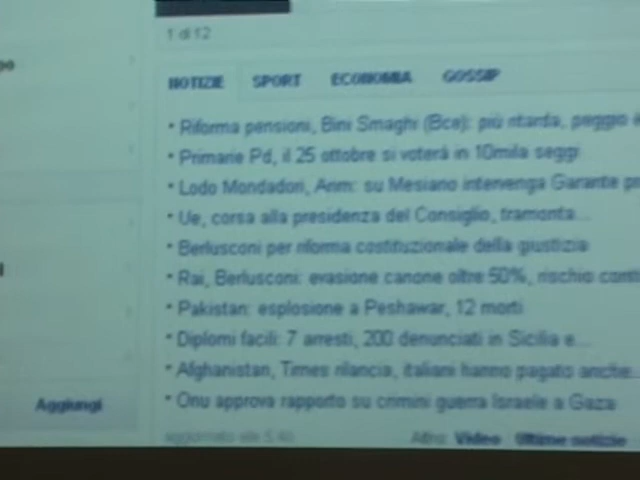 1 di 12
NOTIZIE SPORT ECONOMIA GOSSIP
• Riforma pensioni, Bini Smaghi (Bce): più ritarda, peggio è
• Primarie Pd, il 25 ottobre si voterà in 10mila seggi
• Lodo Mondadori, Anm: su Mesiano intervenga Garante
• Ue, corsa alla presidenza del Consiglio, tramonta...
• Berlusconi per riforma costituzionale della giustizia
• Rai, Berlusconi: evasione canone oltre 50%, rischio
• Pakistan: esplosione a Peshawar, 12 morti
• Diplomi facili: 7 arresti, 200 denunciati in Sicilia e...
• Afghanistan, Times rilancia, italiani hanno pagato anche...
• Onu approva rapporto su crimini guerra Israele a Gaza
Aggiungi
aggiornato alle Altro: Video | Ultime notizie